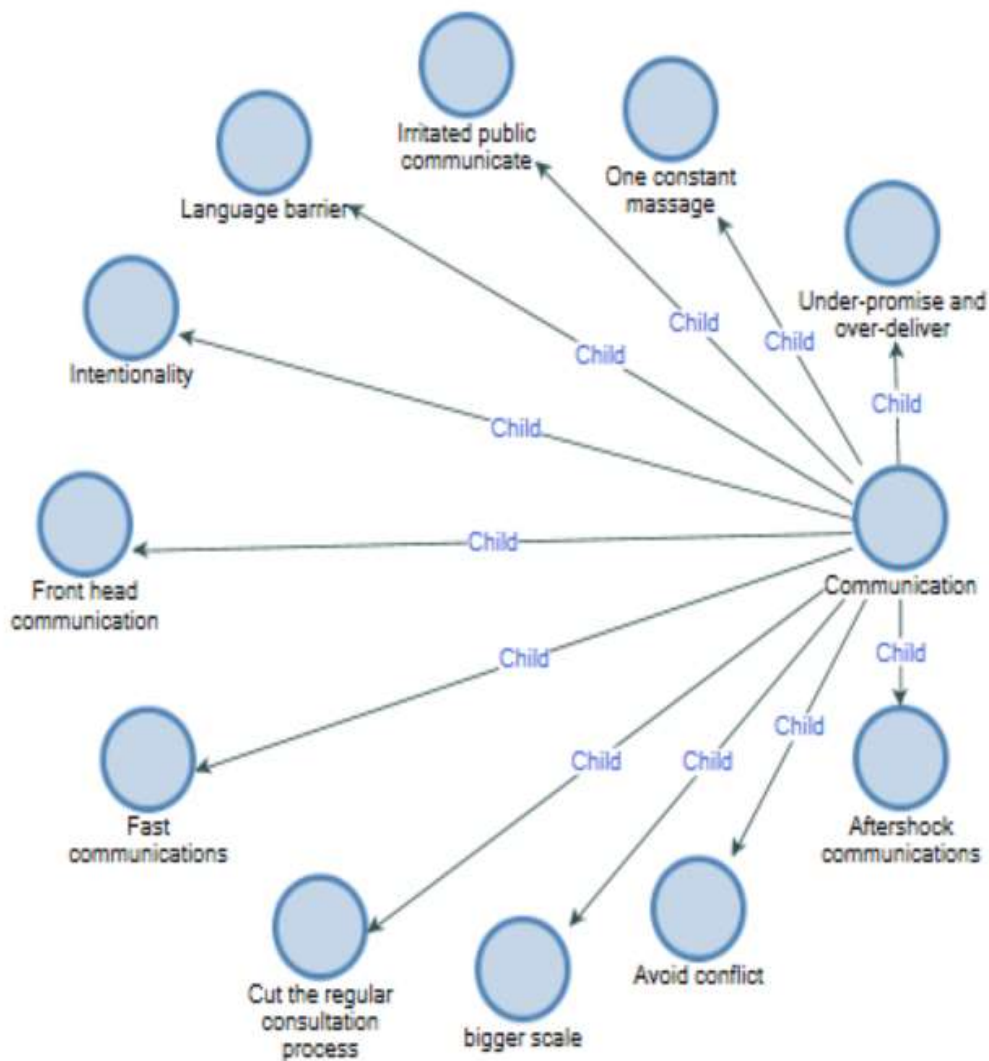 Irritated public
communicate
One constant
massage
Language barrier
Under-promise and
over-deliver
Child
Child
Child
Intentionality
Child
Child
Child
Front head
communication
Communication
Child
Child
Child
Child
Child
Fast
communications
Aftershock
communications
Avoid conflict
Cut the regular
consultation
process
bigger scale